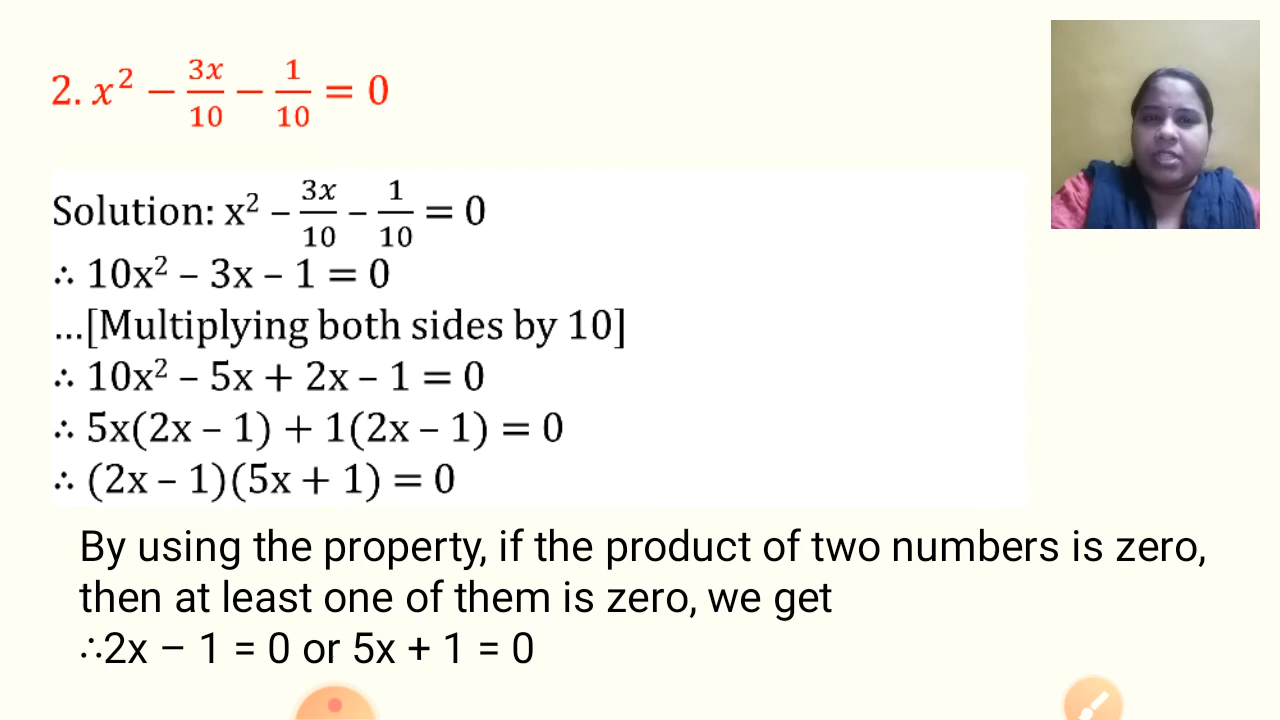 2. x² − 3x/10 − 1/10 = 0
Solution: x² – 3x/10 – 1/10 = 0
∴ 10x² – 3x – 1 = 0
...[Multiplying both sides by 10]
∴ 10x² – 5x + 2x – 1 = 0
∴ 5x(2x – 1) + 1(2x – 1) = 0
∴ (2x – 1)(5x + 1) = 0
By using the property, if the product of two numbers is zero,
then at least one of them is zero, we get
∴2x – 1 = 0 or 5x + 1 = 0